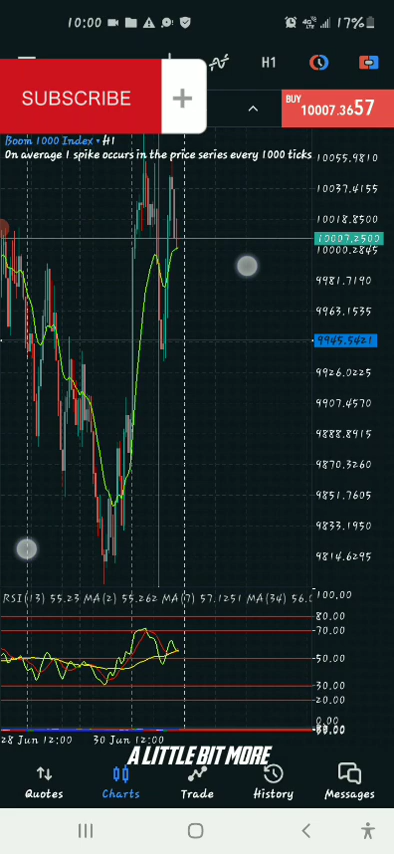 10:00 4G LTE 17%
SUBSCRIBE +
H1
BUY
10007.3657
Boom 1000 Index • H1
On average 1 spike occurs in the price series every 1000 ticks
10055.9810
10037.4155
10018.8500
10007.2500
10000.2845
9981.7190
9963.1535
9945.5421
9926.0225
9907.4570
9888.8915
9870.3260
9851.7605
9833.1950
9814.6295
RSI(13) 55.23 MA(2) 55.262 MA(7) 57.1251 MA(34) 56.0
100.00
80.00
70.00
50.00
30.00
20.00
0.00
28 Jun 12:00 30 Jun 12:00
A LITTLE BIT MORE
Quotes Charts Trade History Messages